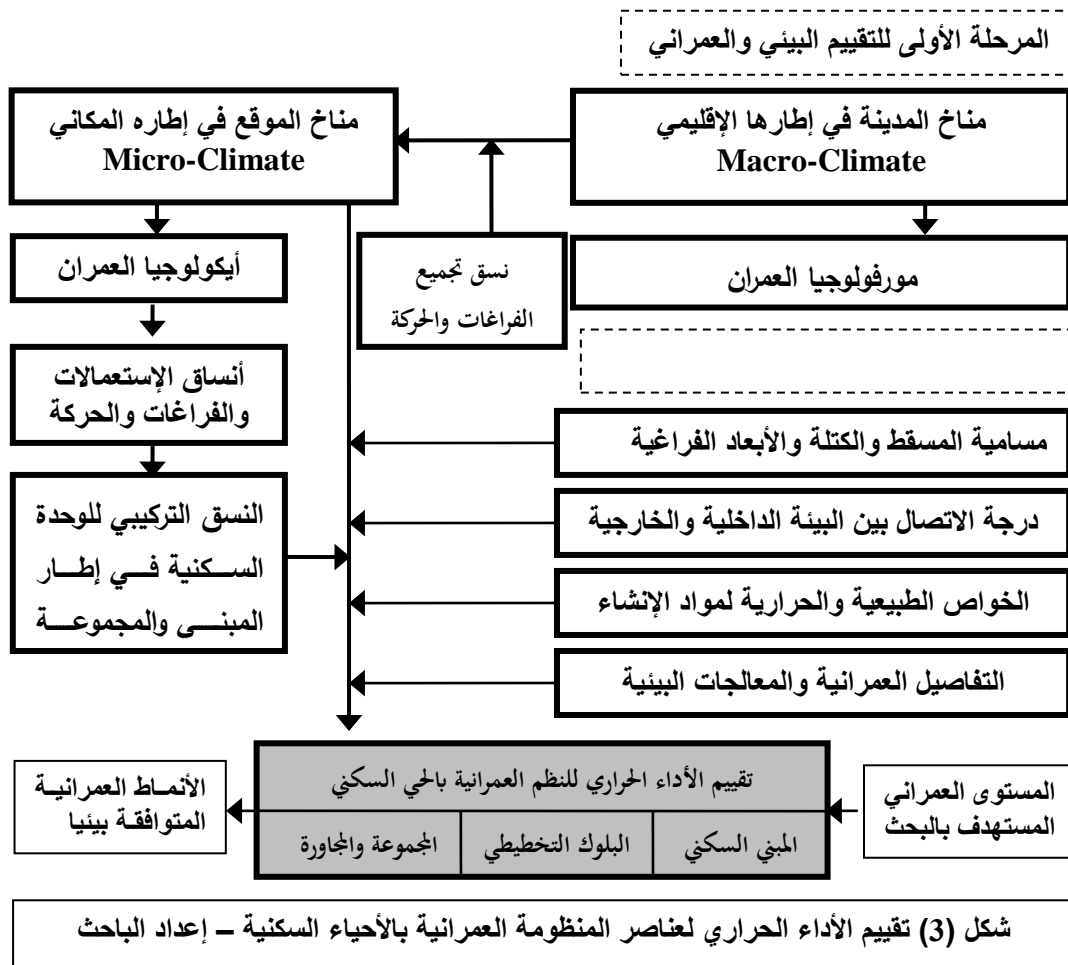 المرحلة الأولى للتقييم البيئي والعمراني
مناخ المدينة في إطارها الإقليمي
Macro-Climate
مناخ الموقع في إطاره المكاني
Micro-Climate
مورفولوجيا العمران
نسق تجميع
الفراغات والحركة
أيكولوجيا العمران
أنساق الإستعمالات
والفراغات والحركة
النسق التركيبي للوحدة
السكنية في إطار
المبنى والمجموعة
مسامية المسقط والكتلة والأبعاد الفراغية
درجة الاتصال بين البيئة الداخلية والخارجية
الخواص الطبيعية والحرارية لمواد الإنشاء
التفاصيل العمرانية والمعالجات البيئية
المستوى العمراني
المستهدف بالبحث
تقييم الأداء الحراري للنظم العمرانية بالحي السكني
المبني السكني
البلوك التخطيطي
المجموعة والمجاورة
الأنماط العمرانية
المتوافقة بيئيا
شكل (3) تقييم الأداء الحراري لعناصر المنظومة العمرانية بالأحياء السكنية – إعداد الباحث